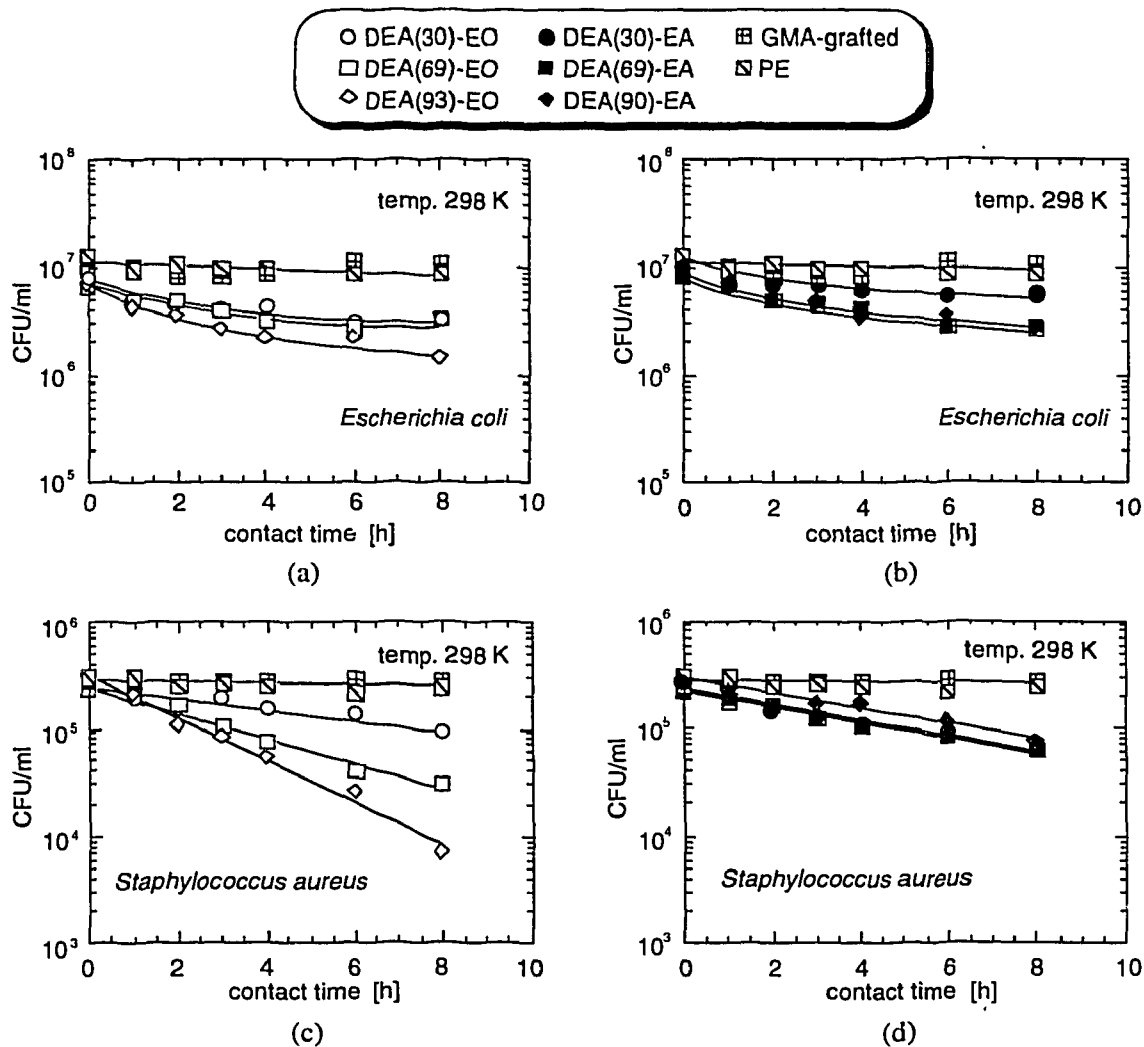 DEA(30)-EO DEA(30)-EA GMA-grafted
DEA(69)-EO DEA(69)-EA PE
DEA(93)-EO DEA(90)-EA
10⁸
10⁷
10⁶
10⁵
CFU/ml
temp. 298 K
Escherichia coli
0 2 4 6 8 10
contact time [h]
(a)
10⁸
10⁷
10⁶
10⁵
CFU/ml
temp. 298 K
Escherichia coli
0 2 4 6 8 10
contact time [h]
(b)
10⁶
10⁵
10⁴
10³
CFU/ml
temp. 298 K
Staphylococcus aureus
0 2 4 6 8 10
contact time [h]
(c)
10⁶
10⁵
10⁴
10³
CFU/ml
temp. 298 K
Staphylococcus aureus
0 2 4 6 8 10
contact time [h]
(d)